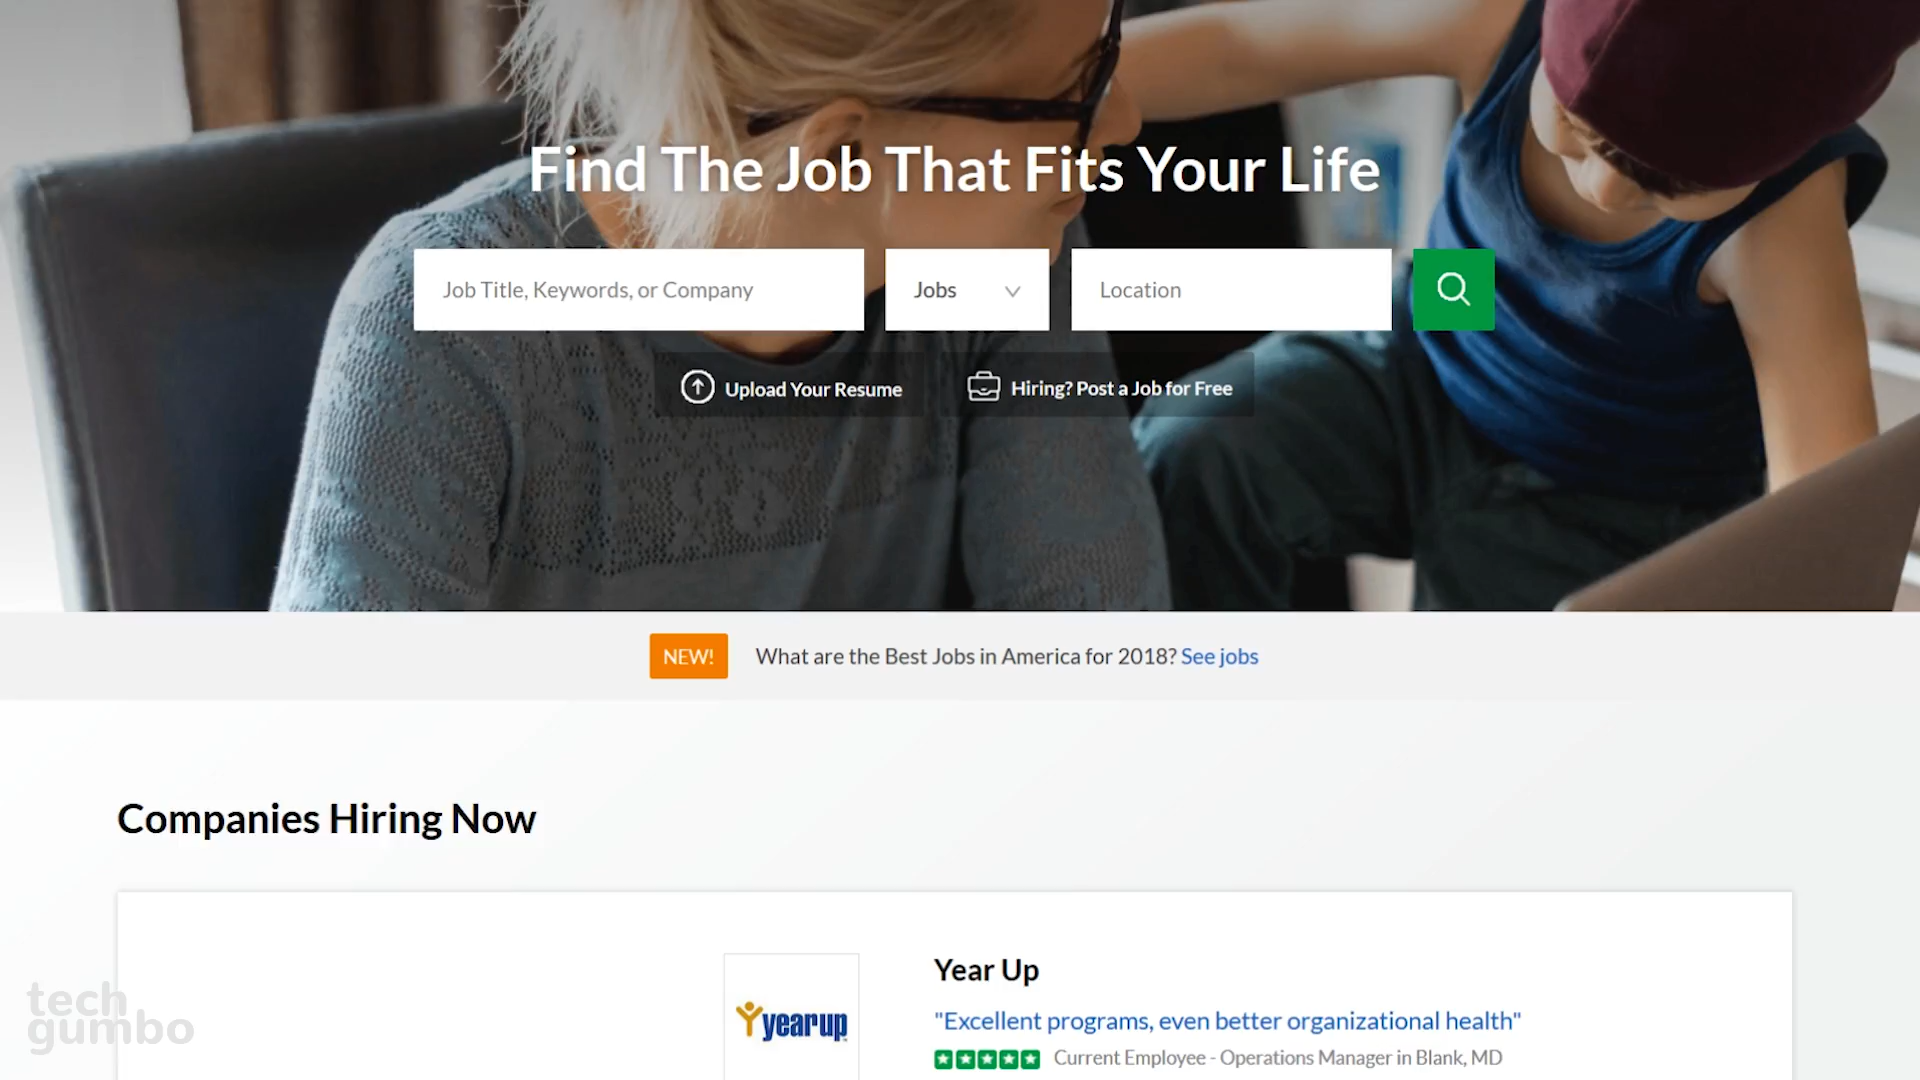 Find The Job That Fits Your Life
Job Title, Keywords, or Company
Jobs
Location
Upload Your Resume
Hiring? Post a Job for Free
NEW!
What are the Best Jobs in America for 2018? See jobs
Companies Hiring Now
Year Up
yearup
"Excellent programs, even better organizational health"
Current Employee - Operations Manager in Blank, MD
tech
gumbo